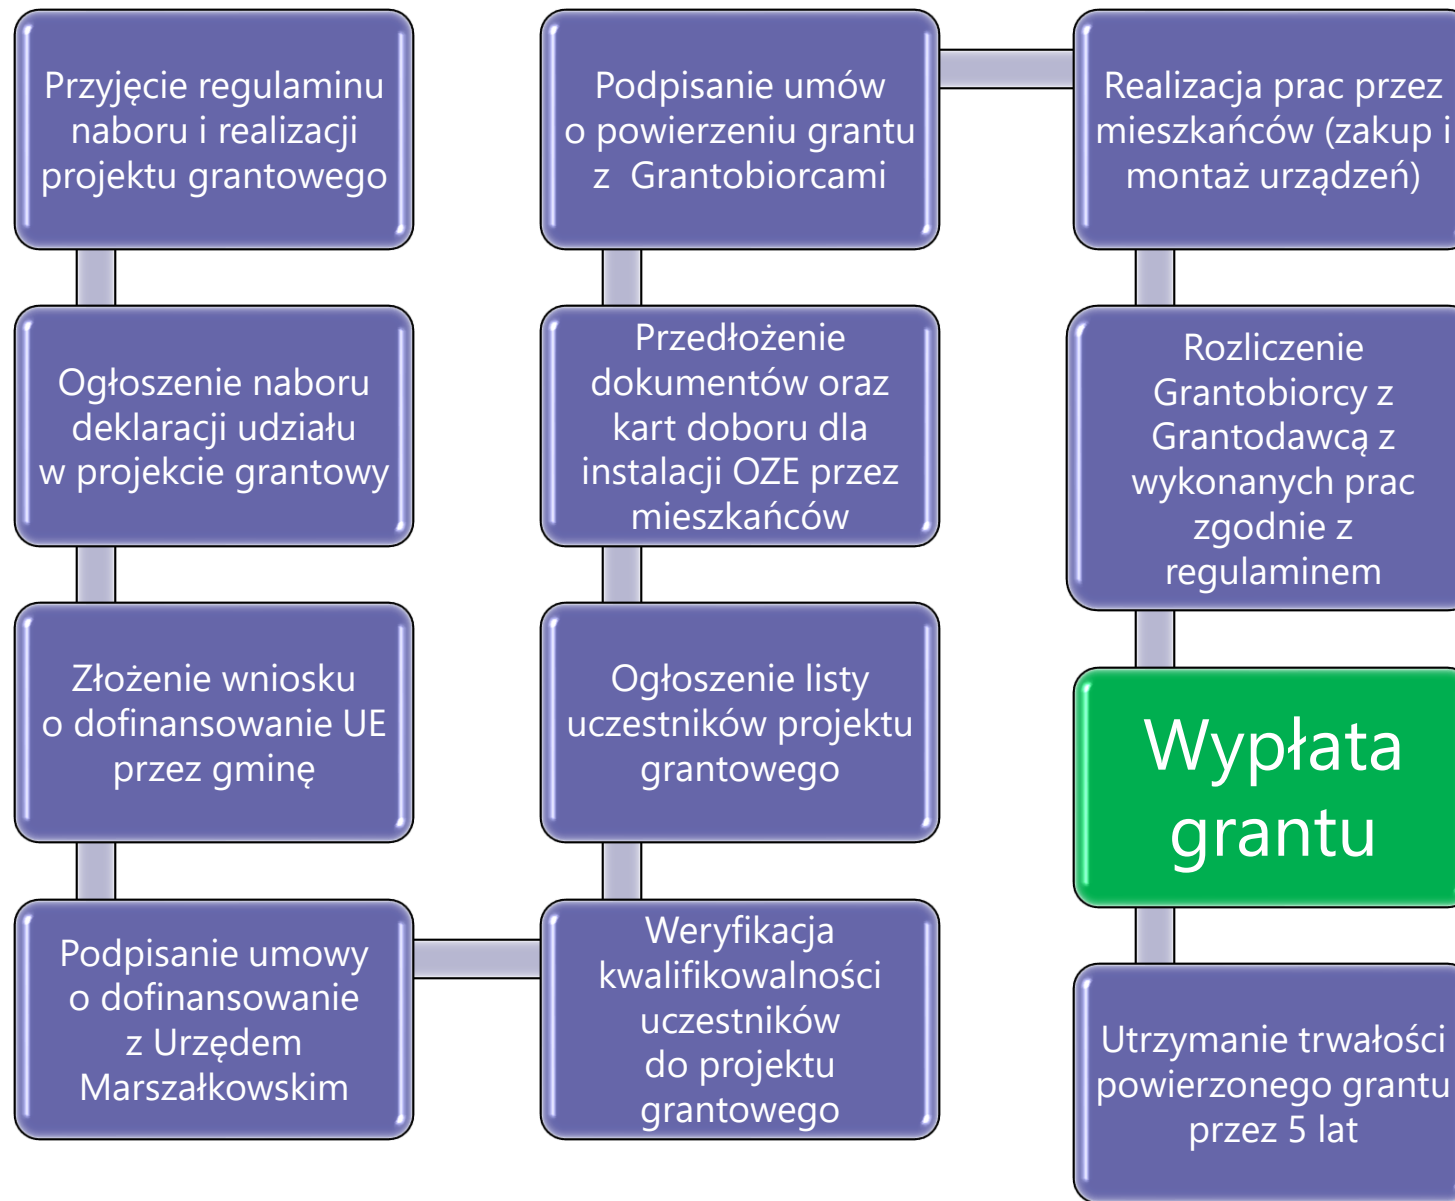 Przyjęcie regulaminu
naboru i realizacji
projektu grantowego
Ogłoszenie naboru
deklaracji udziału
w projekcie grantowy
Złożenie wniosku
o dofinansowanie UE
przez gminę
Podpisanie umowy
o dofinansowanie
z Urzędem
Marszałkowskim
Weryfikacja
kwalifikowalności
uczestników
do projektu
grantowego
Ogłoszenie listy
uczestników projektu
grantowego
Przedłożenie
dokumentów oraz
kart doboru dla
instalacji OZE przez
mieszkańców
Podpisanie umów
o powierzeniu grantu
z Grantobiorcami
Realizacja prac przez
mieszkańców (zakup i
montaż urządzeń)
Rozliczenie
Grantobiorcy z
Grantodawcą z
wykonanych prac
zgodnie z
regulaminem
Wypłata
grantu
Utrzymanie trwałości
powierzonego grantu
przez 5 lat